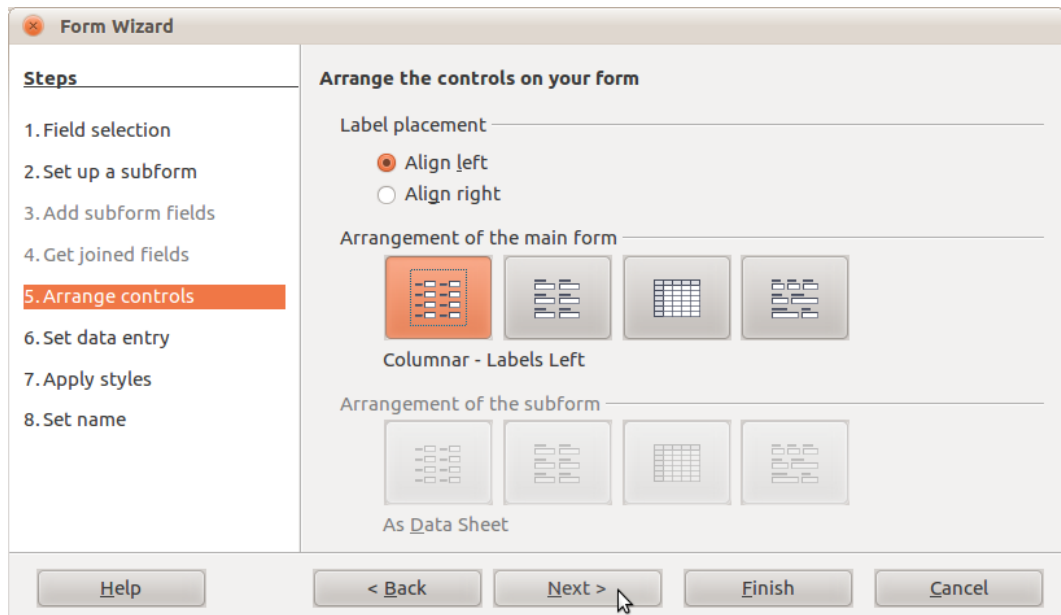 Form Wizard
Steps
1. Field selection
2. Set up a subform
3. Add subform fields
4. Get joined fields
5. Arrange controls
6. Set data entry
7. Apply styles
8. Set name
Arrange the controls on your form
Label placement
Align left
Align right
Arrangement of the main form
Columnar - Labels Left
Arrangement of the subform
As Data Sheet
Help
< Back
Next >
Finish
Cancel